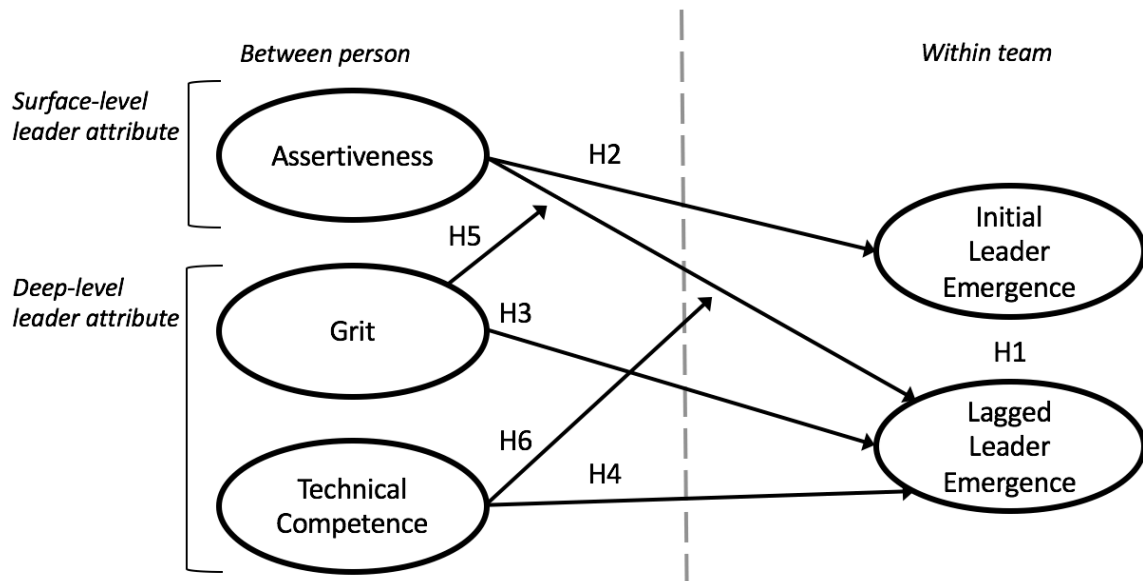 Between person
Within team
Surface-level
leader attribute
Assertiveness
H2
Initial
Leader
Emergence
H5
Deep-level
leader attribute
Grit
H3
H1
Lagged
Leader
Emergence
H6
H4
Technical
Competence